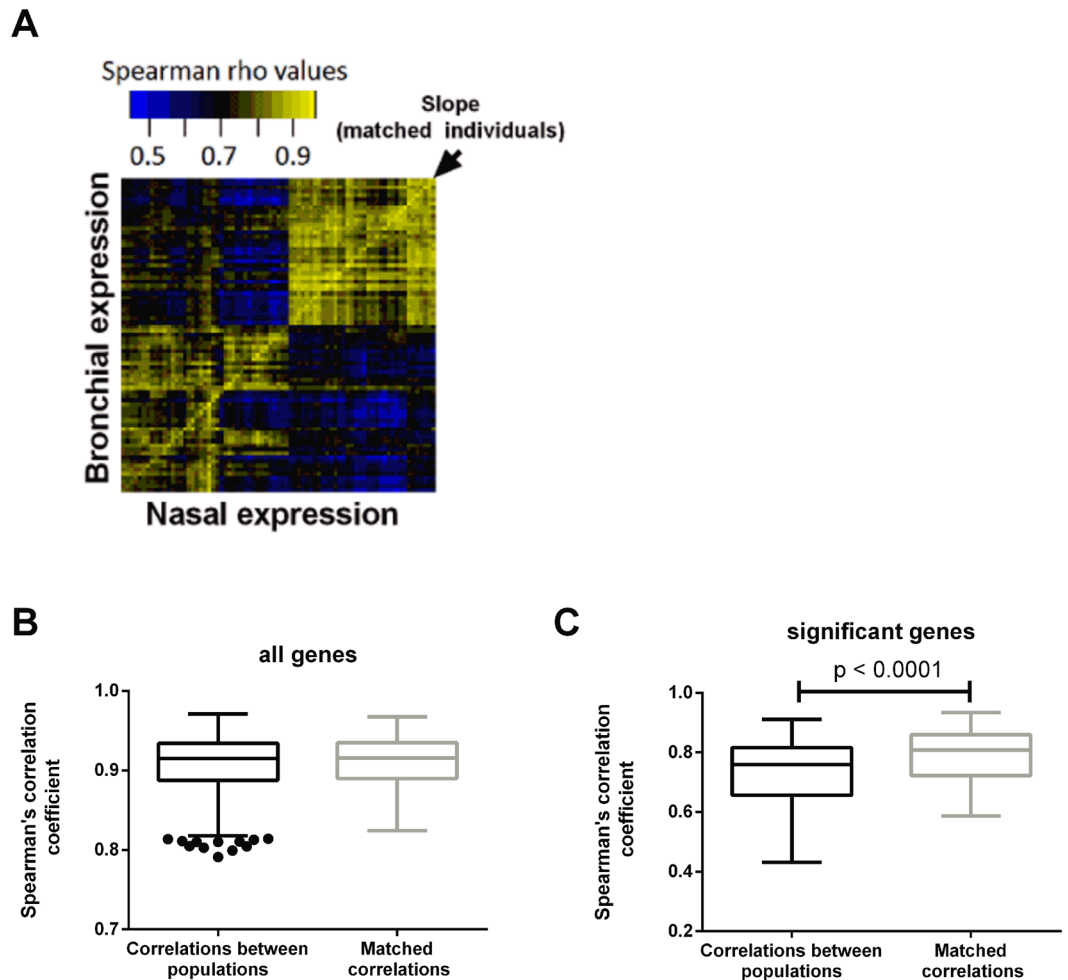 A
Spearman rho values
0.5 0.7 0.9
Slope
(matched individuals)
Bronchial expression
Nasal expression
B
all genes
Spearman's correlation
coefficient
1.0
0.9
0.8
0.7
Correlations between
populations
Matched
correlations
C
significant genes
p < 0.0001
Spearman's correlation
coefficient
1.0
0.8
0.6
0.4
0.2
Correlations between
populations
Matched
correlations